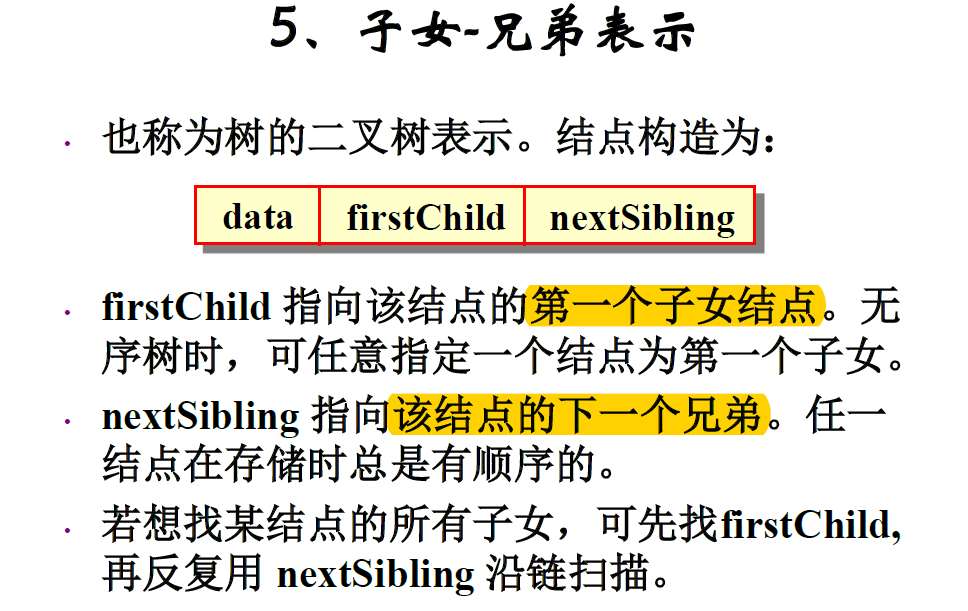 5、子女-兄弟表示
· 也称为树的二叉树表示。结点构造为：
data firstChild nextSibling
· firstChild 指向该结点的第一个子女结点。无
序树时，可任意指定一个结点为第一个子女。
· nextSibling 指向该结点的下一个兄弟。任一
结点在存储时总是有顺序的。
· 若想找某结点的所有子女，可先找firstChild,
再反复用 nextSibling 沿链扫描。